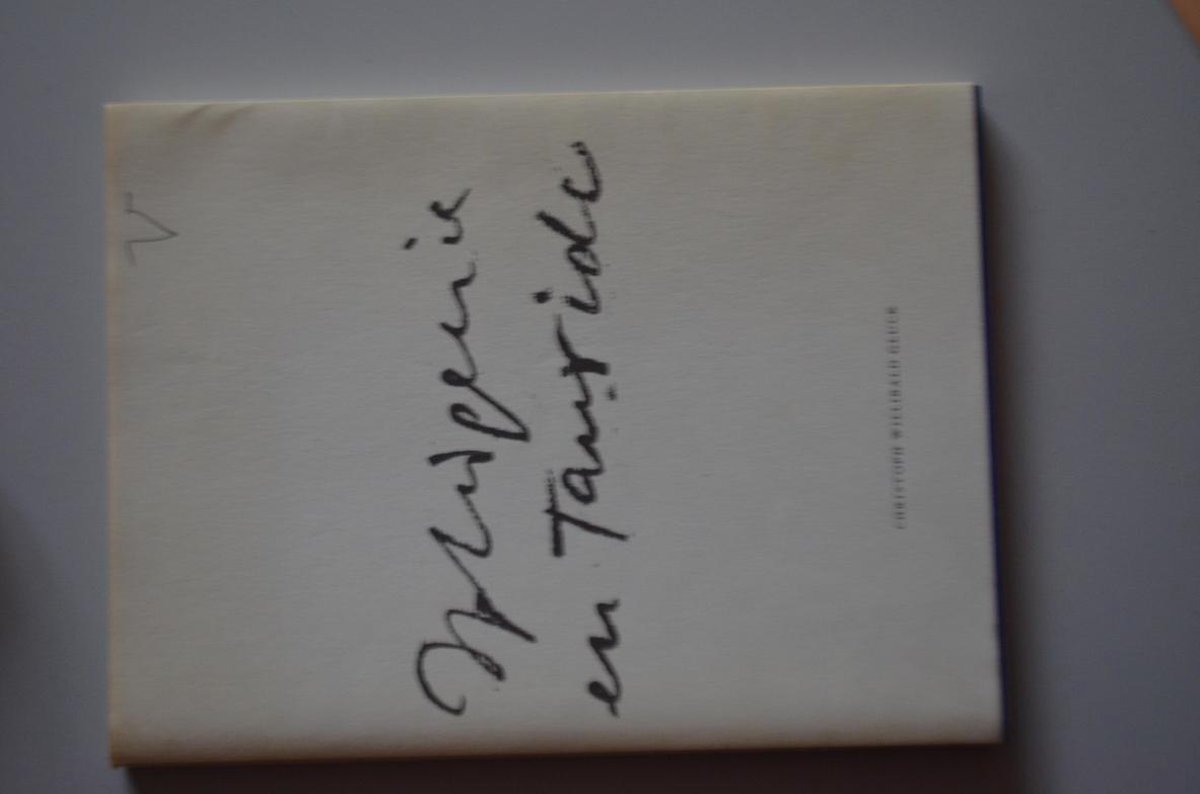 Iphigenie
en Tauride
CHRISTOPH WILLIBALD GLUCK
V